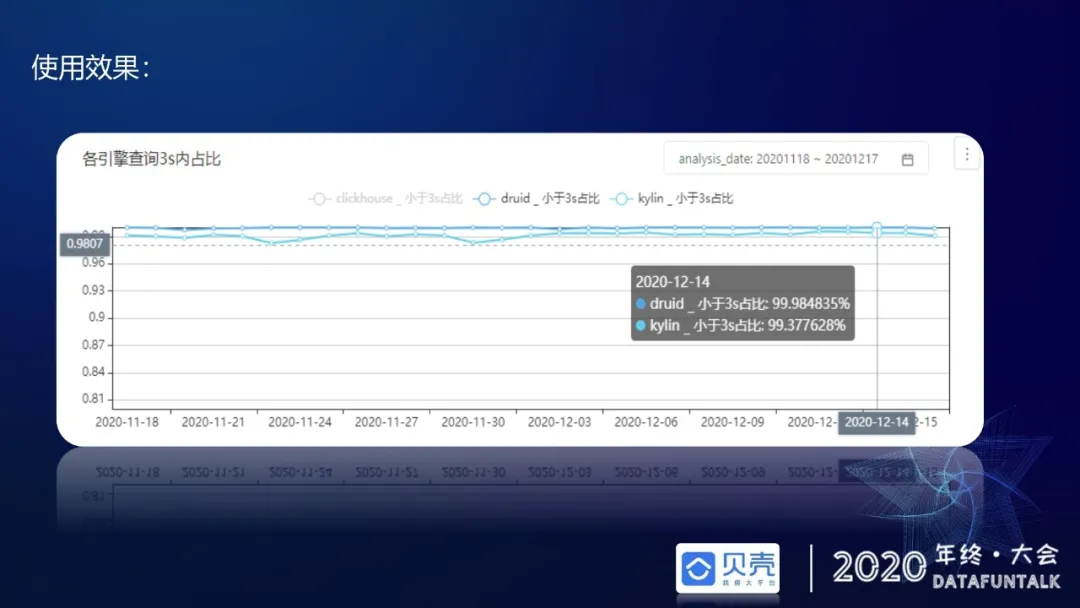 使用效果：
各引擎查询3s内占比
analysis_date: 20201118 ~ 20201217
clickhouse _ 小于3s占比
druid _ 小于3s占比
kylin _ 小于3s占比
0.9807
0.96
0.93
0.9
0.87
0.84
0.81
2020-12-14
druid _ 小于3s占比: 99.984835%
kylin _ 小于3s占比: 99.377628%
2020-11-18 2020-11-21 2020-11-24 2020-11-27 2020-11-30 2020-12-03 2020-12-06 2020-12-09 2020-12- 2020-12-14 2-15
贝壳
2020 年终·大会
DATAFUNTALK